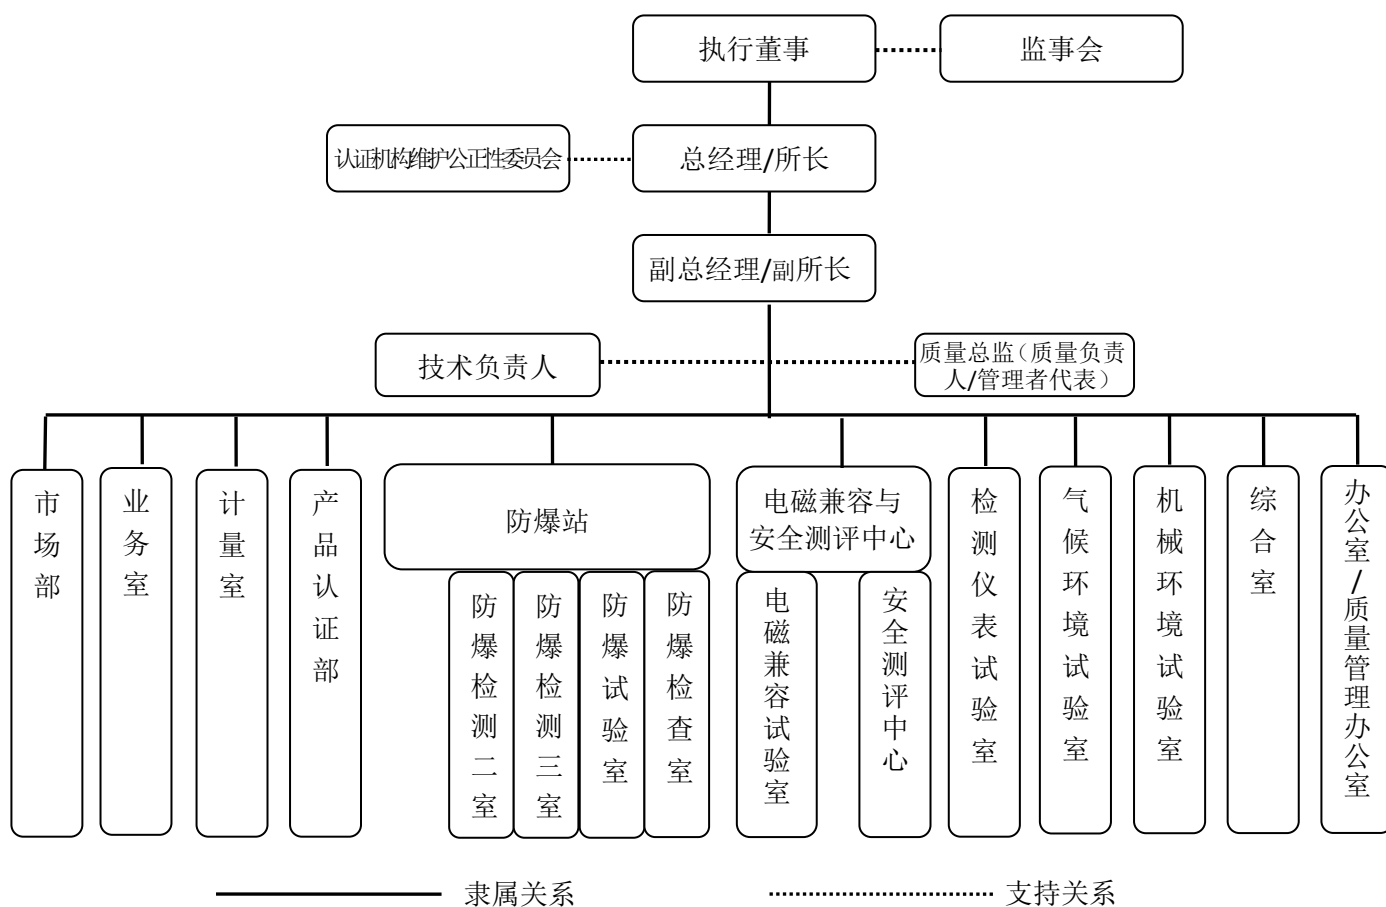 执行董事
监事会
认证机构维护公正性委员会
总经理/所长
副总经理/副所长
技术负责人
质量总监（质量负责
人/管理者代表）
市场部
业务室
计量室
产品认证部
防爆站
防爆检测二室
防爆检测三室
防爆试验室
防爆检查室
电磁兼容与
安全测评中心
电磁兼容试验室
安全测评中心
检测仪表试验室
气候环境试验室
机械环境试验室
综合室
办公室/质量管理办公室
隶属关系
支持关系